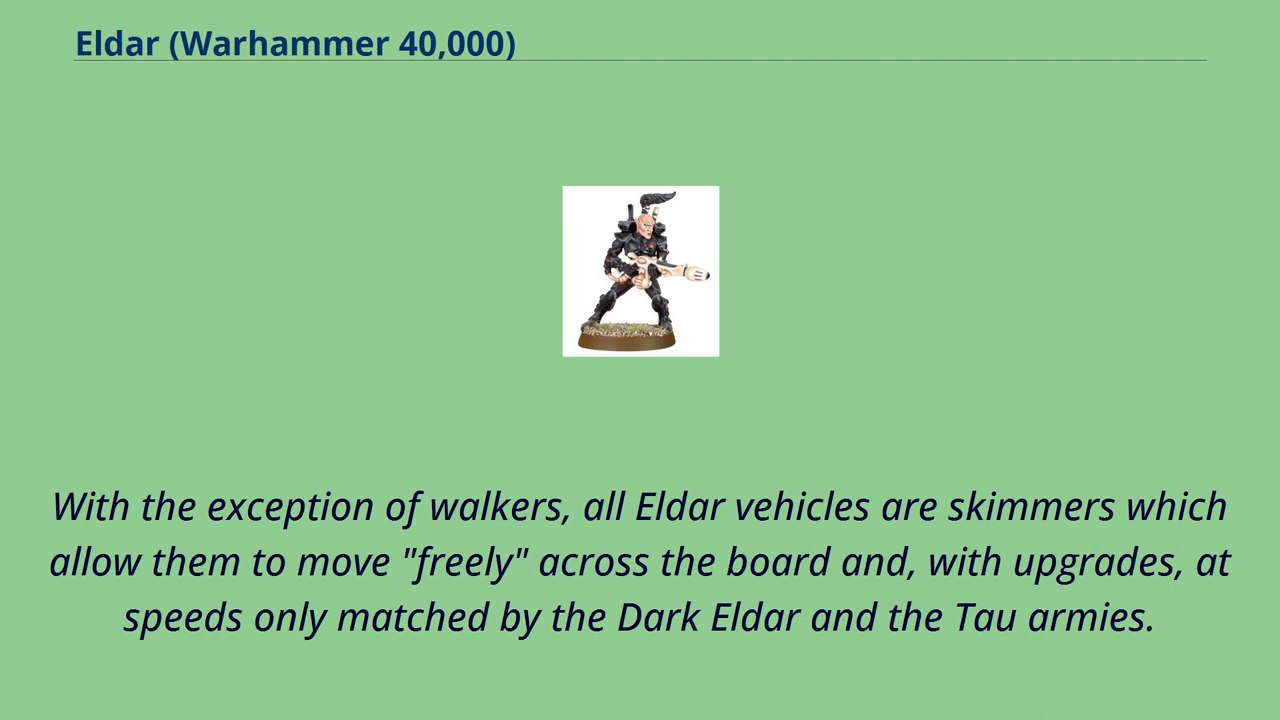 Eldar (Warhammer 40,000)
With the exception of walkers, all Eldar vehicles are skimmers which
allow them to move "freely" across the board and, with upgrades, at
speeds only matched by the Dark Eldar and the Tau armies.